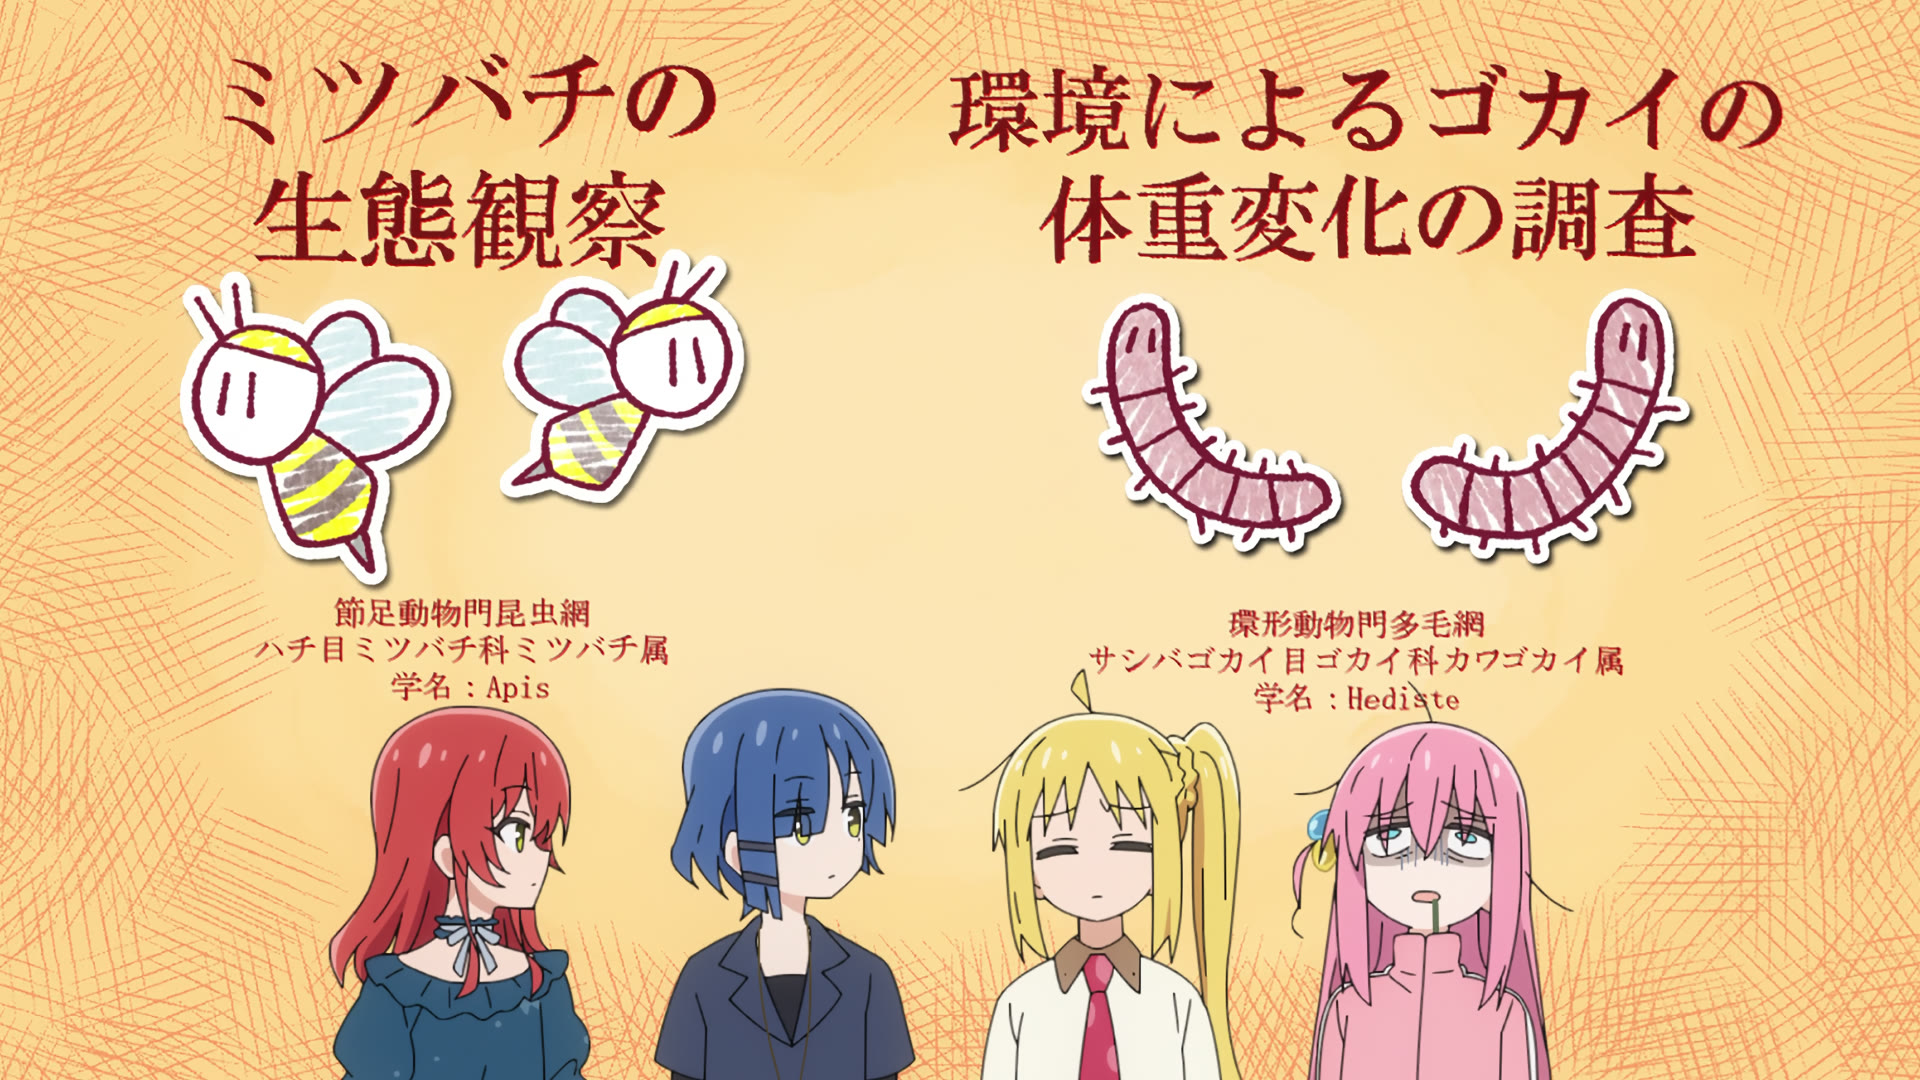 ミツバチの
生態観察
節足動物門昆虫網
ハチ目ミツバチ科ミツバチ属
学名：Apis
環境によるゴカイの
体重変化の調査
環形動物門多毛網
サシバゴカイ目ゴカイ科カワゴカイ属
学名：Hediste